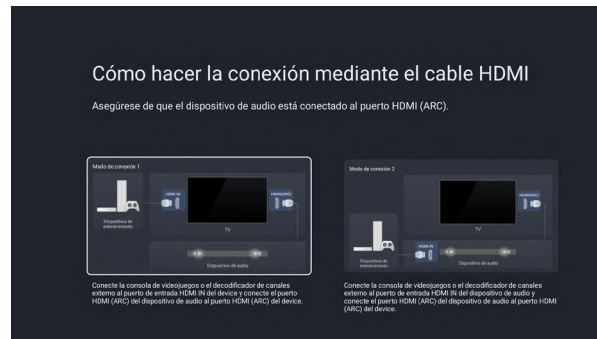 Cómo hacer la conexión mediante el cable HDMI
Asegúrese de que el dispositivo de audio está conectado al puerto HDMI (ARC).
Modo de conexión 1
HDMI IN
HDMI(ARC)
TV
Dispositivos de
entretenimiento
Dispositivo de audio
Conecte la consola de videojuegos o el decodificador de canales
externo al puerto de entrada HDMI IN del device y conecte el puerto
HDMI (ARC) del dispositivo de audio al puerto HDMI (ARC) del device.
Modo de conexión 2
HDMI(ARC)
TV
HDMI IN
Dispositivos de
entretenimiento
Dispositivo de audio
Conecte la consola de videojuegos o el decodificador de canales
externo al puerto de entrada HDMI IN del dispositivo de audio y
conecte el puerto HDMI (ARC) del dispositivo de audio al puerto HDMI
(ARC) del device.